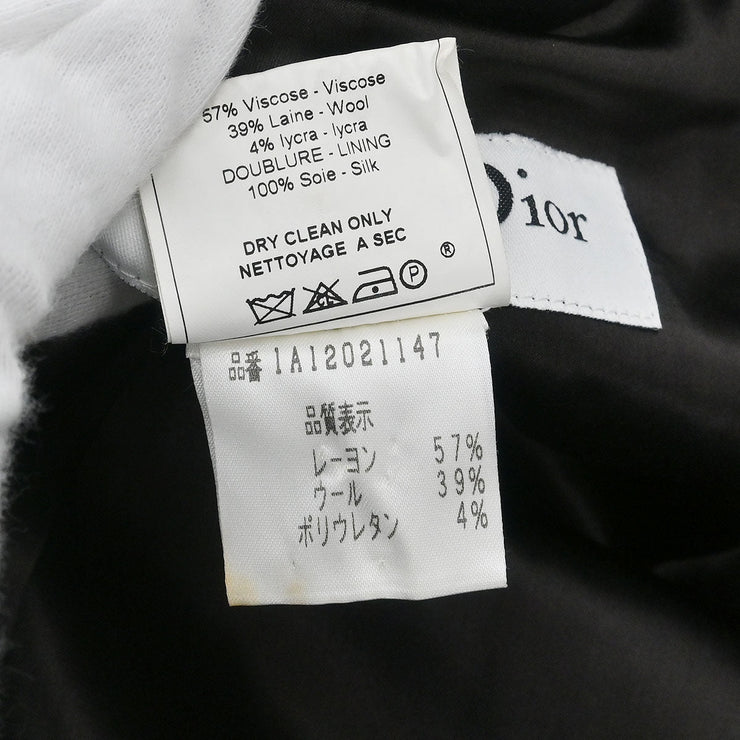 57% Viscose - Viscose
39% Laine - Wool
4% lycra - lycra
DOUBLURE - LINING
100% Soie - Silk
DRY CLEAN ONLY
NETTOYAGE A SEC
CL P ®
Dior
品番 1A12021147
品質表示
レーヨン 57%
ウール 39%
ポリウレタン 4%